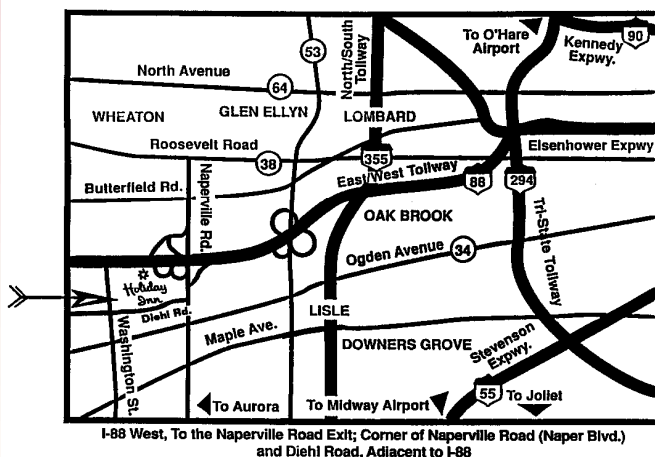 To O'Hare
Airport
90
Kennedy
Expwy.
53
North/South
Tollway
North Avenue
64
WHEATON
GLEN ELLYN
LOMBARD
Roosevelt Road
38
355
Eisenhower Expwy
Butterfield Rd.
Naperville Rd.
East/West Tollway
88
294
OAK BROOK
Tri-State Tollway
Ogden Avenue
34
Holiday
Inn
Diehl Rd.
LISLE
Washington St.
Maple Ave.
DOWNERS GROVE
Stevenson
Expwy.
55
To Aurora
To Midway Airport
To Joliet
I-88 West, To the Naperville Road Exit; Corner of Naperville Road (Naper Blvd.)
and Diehl Road, Adjacent to I-88